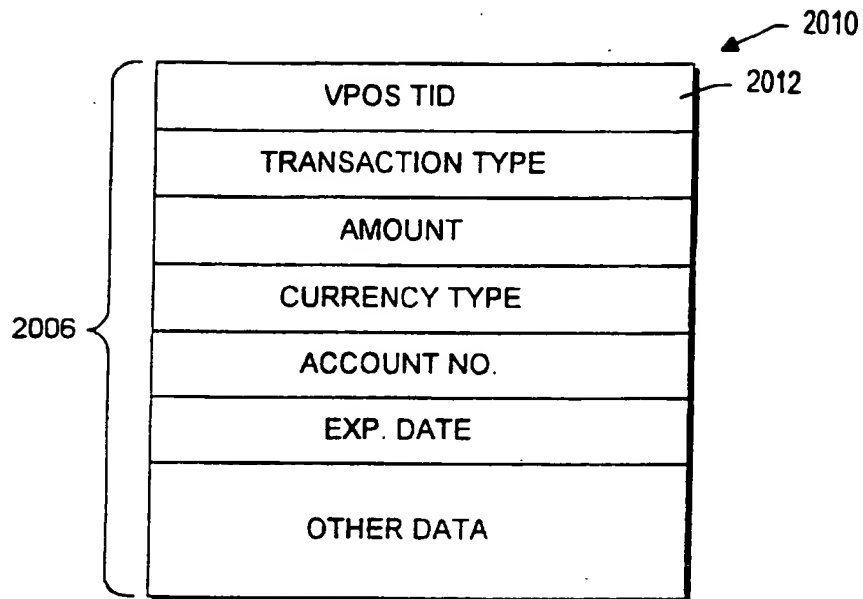 2010
VPOS TID
2012
TRANSACTION TYPE
AMOUNT
CURRENCY TYPE
2006
ACCOUNT NO.
EXP. DATE
OTHER DATA